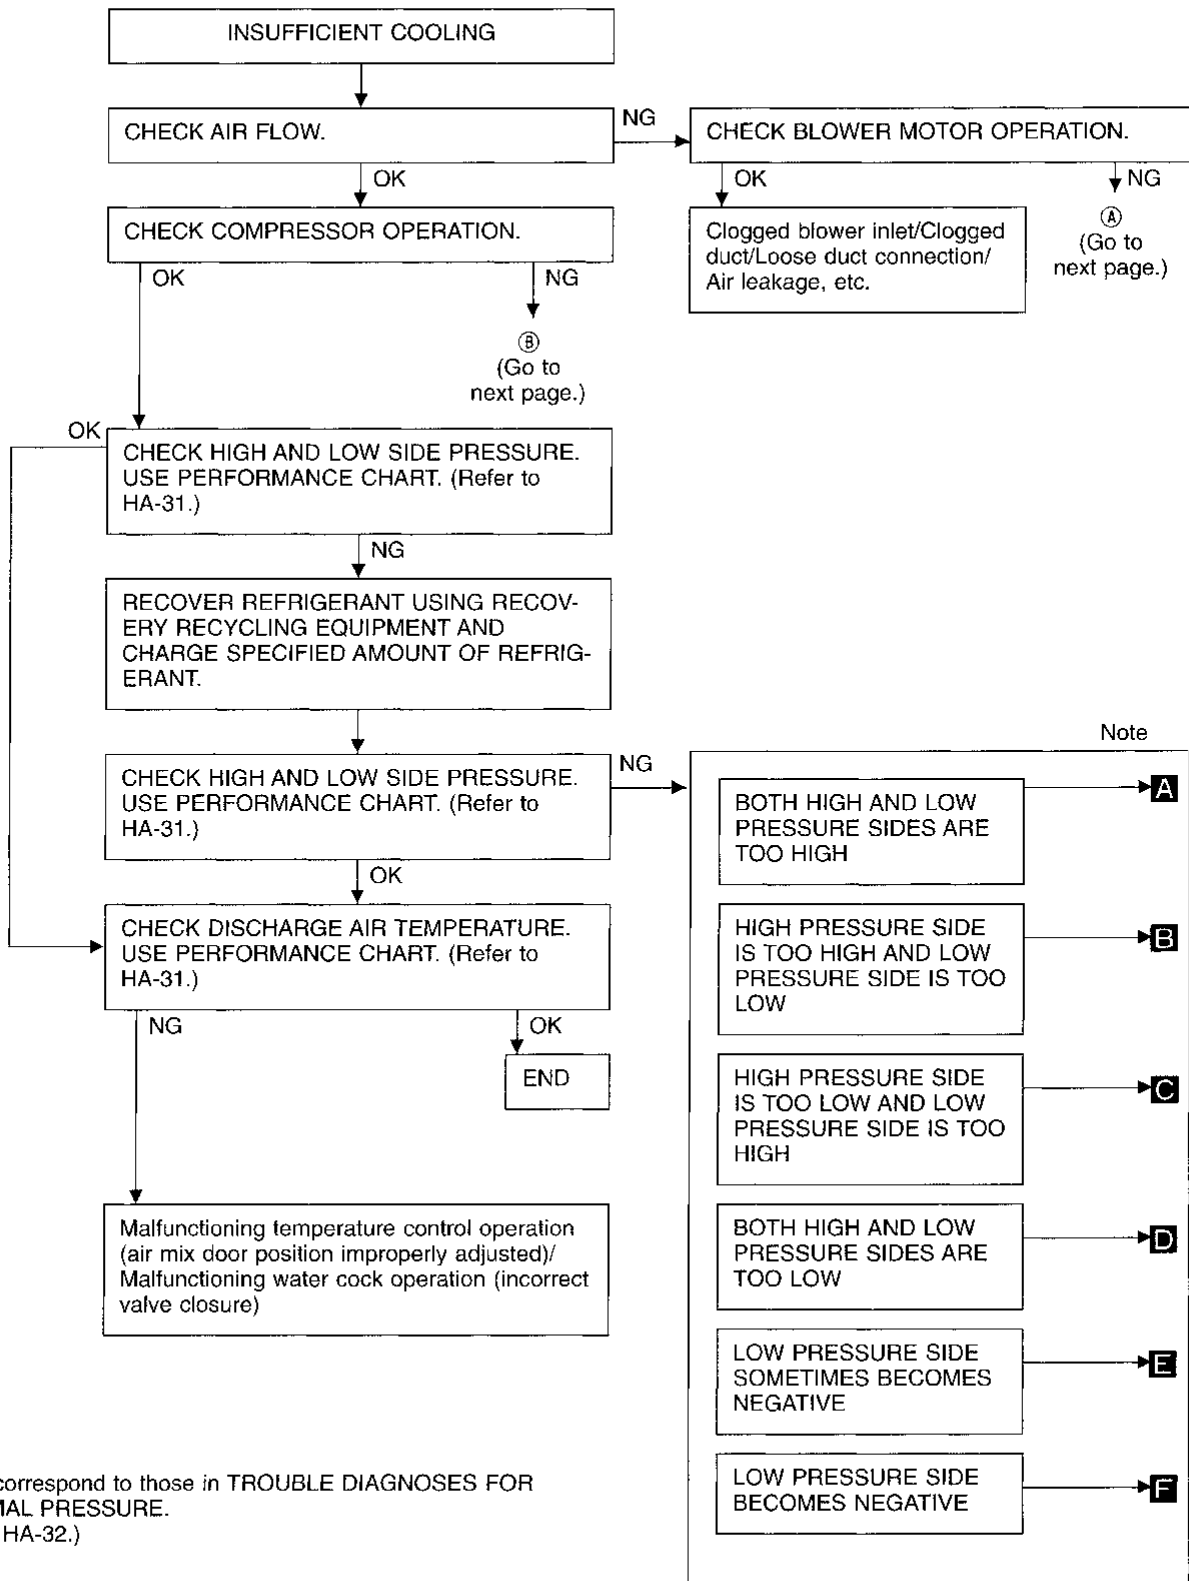 INSUFFICIENT COOLING
CHECK AIR FLOW.
NG
CHECK BLOWER MOTOR OPERATION.
OK
OK
NG
CHECK COMPRESSOR OPERATION.
Clogged blower inlet/Clogged
duct/Loose duct connection/
Air leakage, etc.
Ⓐ
(Go to
next page.)
OK
NG
Ⓑ
(Go to
next page.)
OK
CHECK HIGH AND LOW SIDE PRESSURE.
USE PERFORMANCE CHART. (Refer to
HA-31.)
NG
RECOVER REFRIGERANT USING RECOV-
ERY RECYCLING EQUIPMENT AND
CHARGE SPECIFIED AMOUNT OF REFRIG-
ERANT.
CHECK HIGH AND LOW SIDE PRESSURE.
USE PERFORMANCE CHART. (Refer to
HA-31.)
NG
OK
CHECK DISCHARGE AIR TEMPERATURE.
USE PERFORMANCE CHART. (Refer to
HA-31.)
NG
OK
END
Malfunctioning temperature control operation
(air mix door position improperly adjusted)/
Malfunctioning water cock operation (incorrect
valve closure)
Note
BOTH HIGH AND LOW
PRESSURE SIDES ARE
TOO HIGH
A
HIGH PRESSURE SIDE
IS TOO HIGH AND LOW
PRESSURE SIDE IS TOO
LOW
B
HIGH PRESSURE SIDE
IS TOO LOW AND LOW
PRESSURE SIDE IS TOO
HIGH
C
BOTH HIGH AND LOW
PRESSURE SIDES ARE
TOO LOW
D
LOW PRESSURE SIDE
SOMETIMES BECOMES
NEGATIVE
E
LOW PRESSURE SIDE
BECOMES NEGATIVE
F
correspond to those in TROUBLE DIAGNOSES FOR
MAL PRESSURE.
HA-32.)